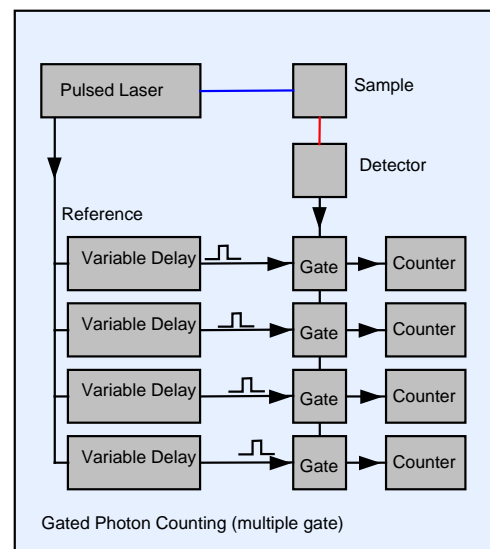 Pulsed Laser
Sample
Detector
Reference
Variable Delay
Gate
Counter
Variable Delay
Gate
Counter
Variable Delay
Gate
Counter
Variable Delay
Gate
Counter
Gated Photon Counting (multiple gate)